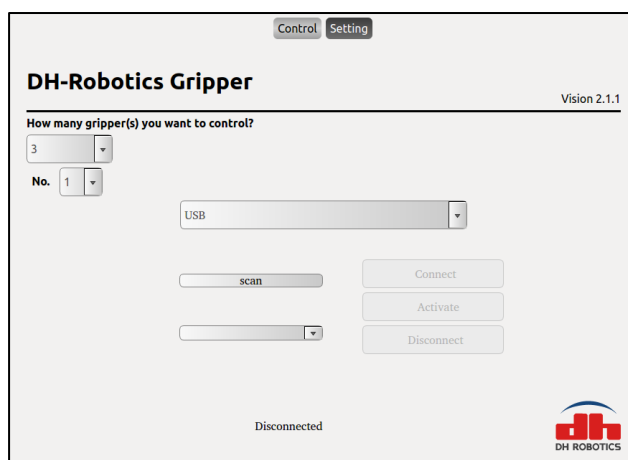 Control Setting
DH-Robotics Gripper
Vision 2.1.1
How many gripper(s) you want to control?
3
No. 1
USB
scan
Connect
Activate
Disconnect
Disconnected
dh
DH ROBOTICS